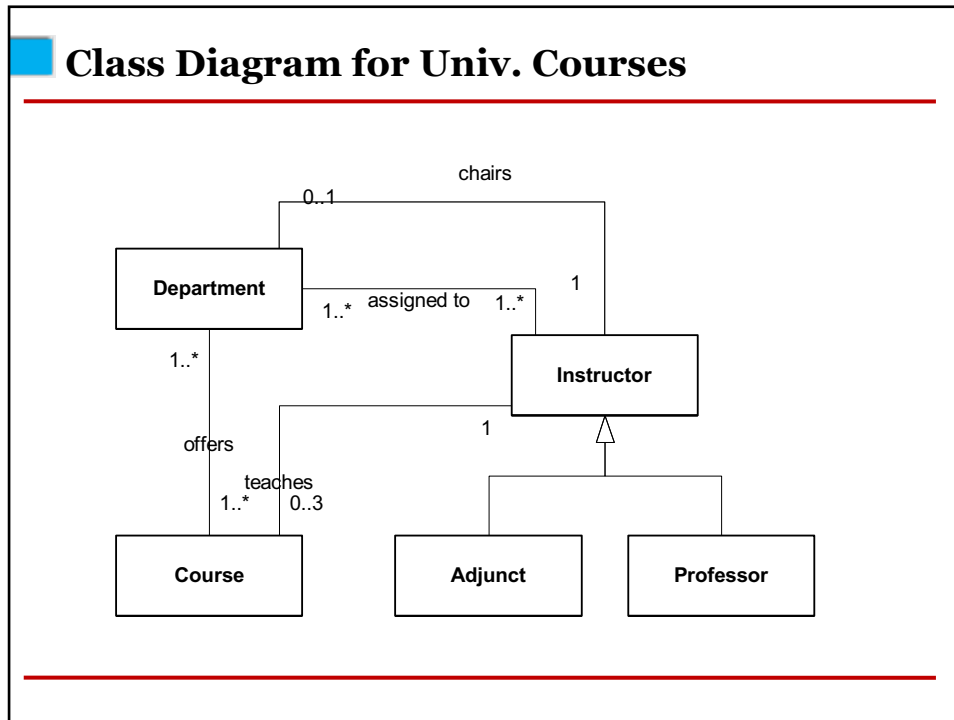 Class Diagram for Univ. Courses
chairs
0..1
Department
1
assigned to
1..*
1..*
1..*
Instructor
1
offers
teaches
1..*
0..3
Course
Adjunct
Professor